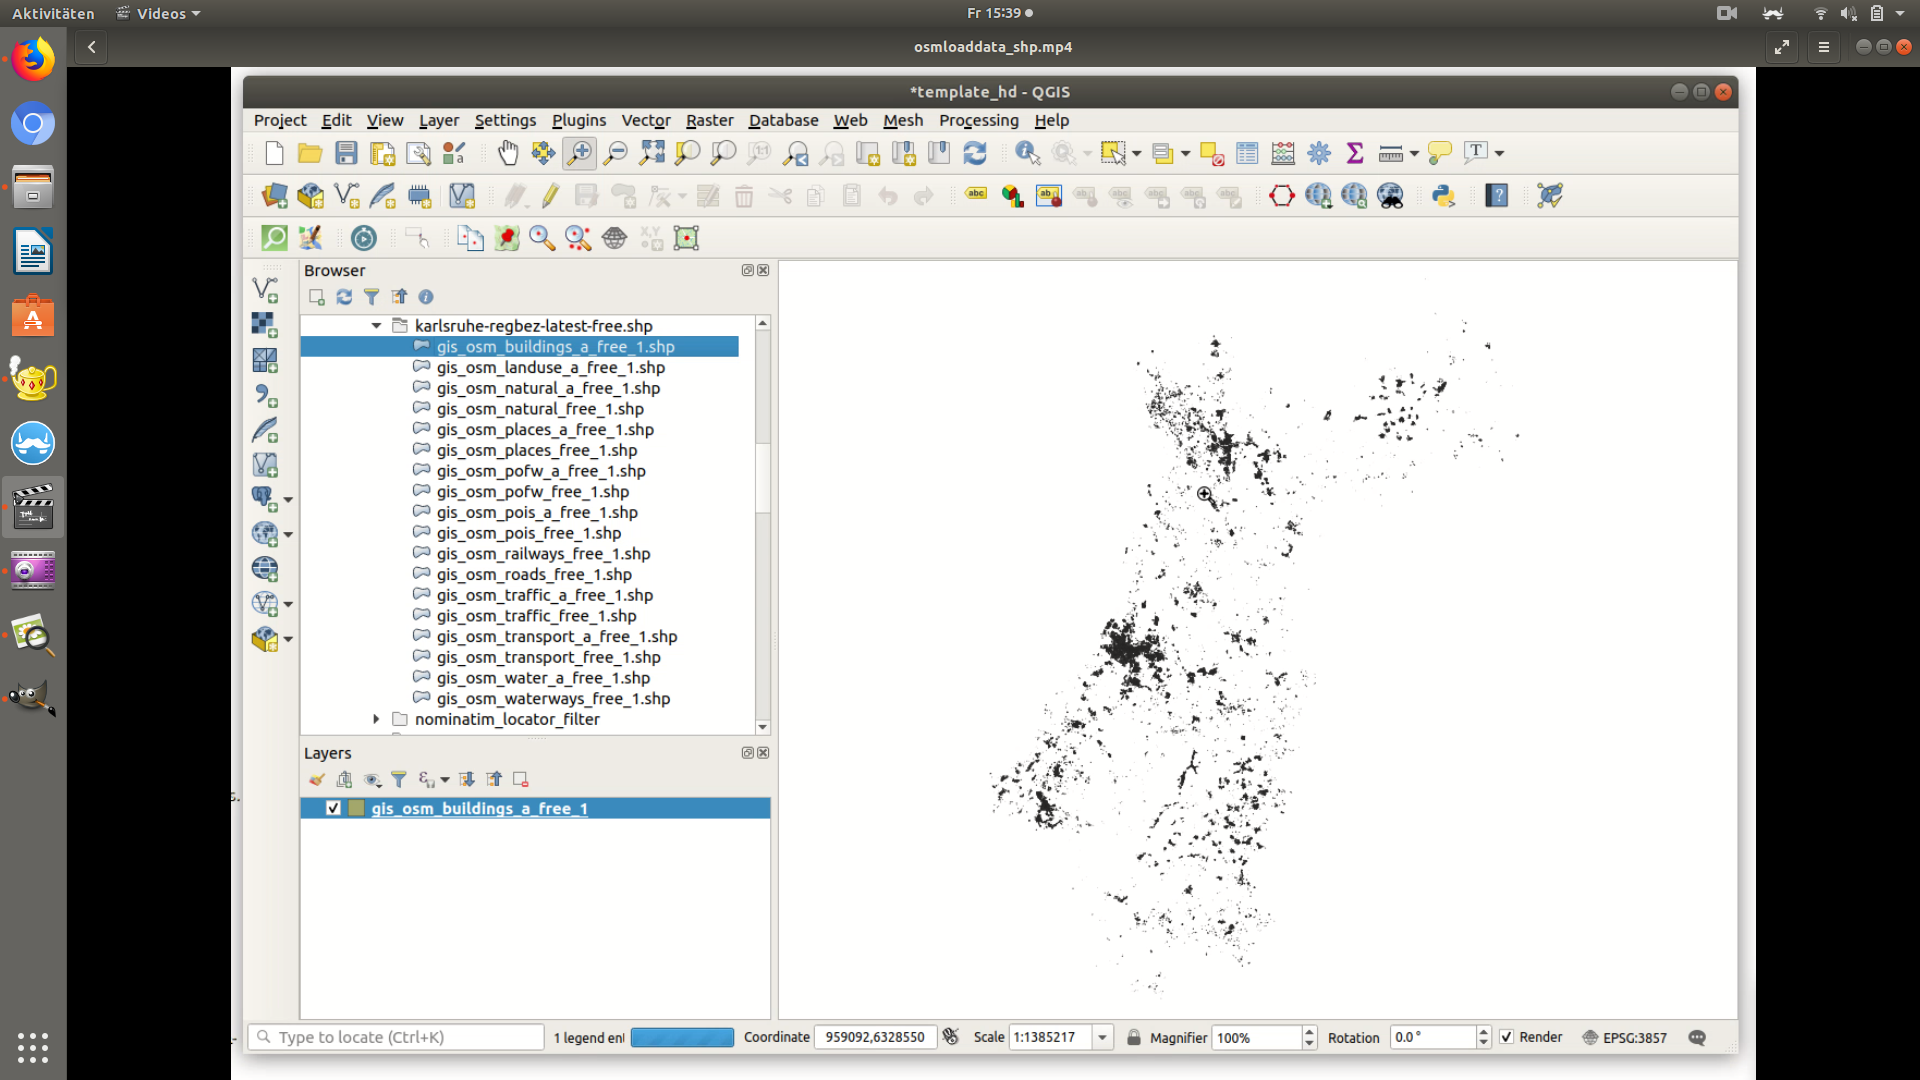 Aktivitäten
Videos
Fr 15:39
osmloaddata_shp.mp4
*template_hd - QGIS
Project Edit View Layer Settings Plugins Vector Raster Database Web Mesh Processing Help
Browser
karlsruhe-regbez-latest-free.shp
gis_osm_buildings_a_free_1.shp
gis_osm_landuse_a_free_1.shp
gis_osm_natural_a_free_1.shp
gis_osm_natural_free_1.shp
gis_osm_places_a_free_1.shp
gis_osm_places_free_1.shp
gis_osm_pofw_a_free_1.shp
gis_osm_pofw_free_1.shp
gis_osm_pois_a_free_1.shp
gis_osm_pois_free_1.shp
gis_osm_railways_free_1.shp
gis_osm_roads_free_1.shp
gis_osm_traffic_a_free_1.shp
gis_osm_traffic_free_1.shp
gis_osm_transport_a_free_1.shp
gis_osm_transport_free_1.shp
gis_osm_water_a_free_1.shp
gis_osm_waterways_free_1.shp
nominatim_locator_filter
Layers
gis_osm_buildings_a_free_1
Type to locate (Ctrl+K) 1 legend ent Coordinate 959092,6328550 Scale 1:1385217 Magnifier 100% Rotation 0.0 ° Render EPSG:3857